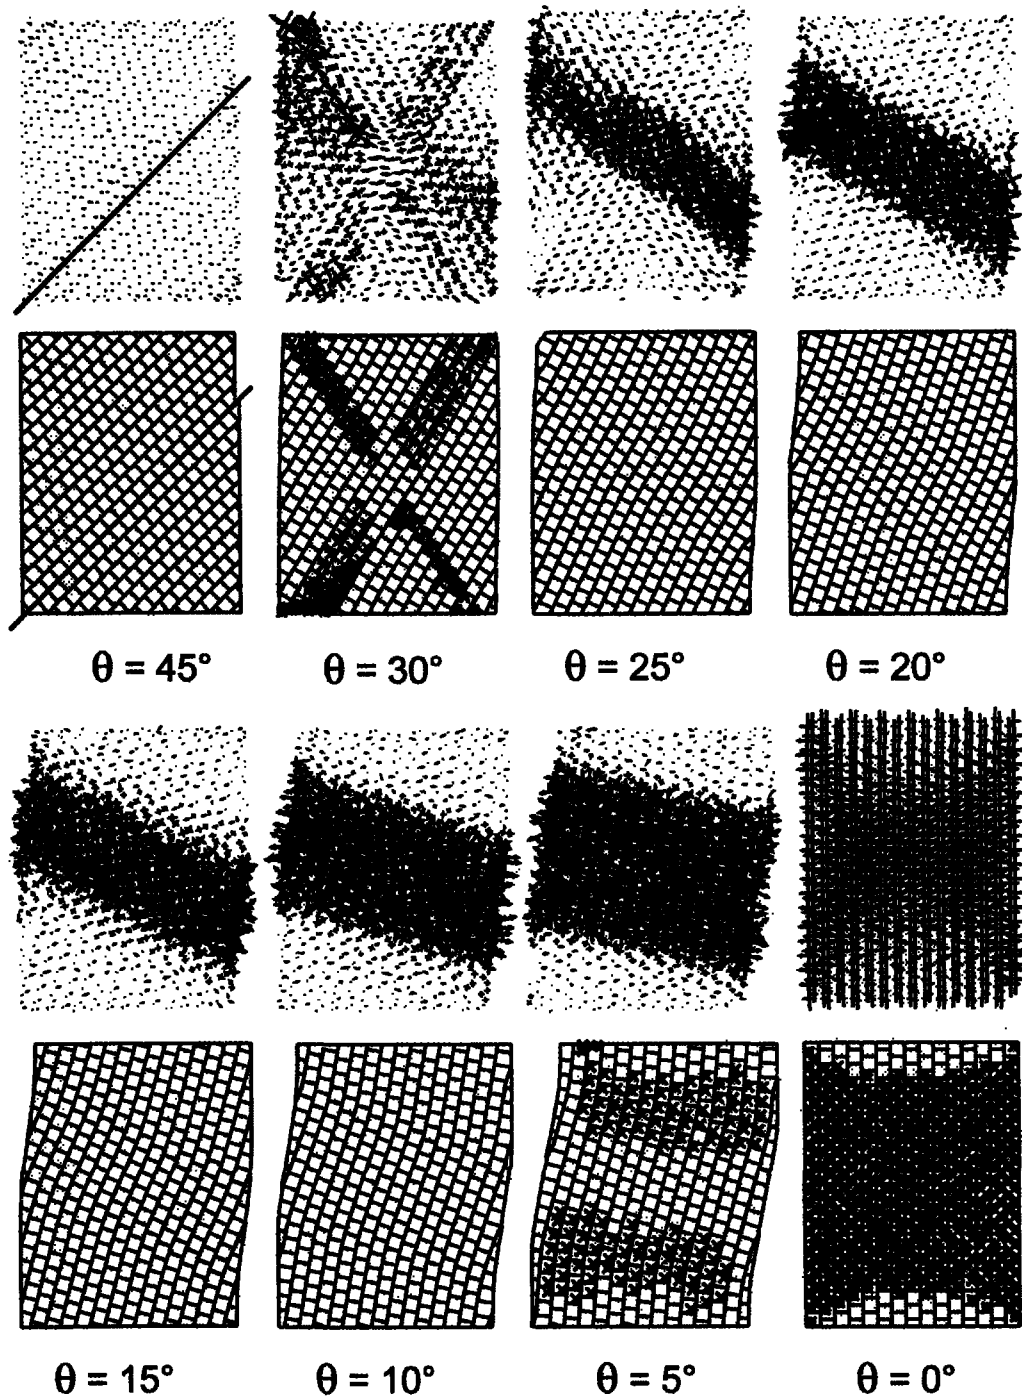 θ = 45°
θ = 30°
θ = 25°
θ = 20°
θ = 15°
θ = 10°
θ = 5°
θ = 0°